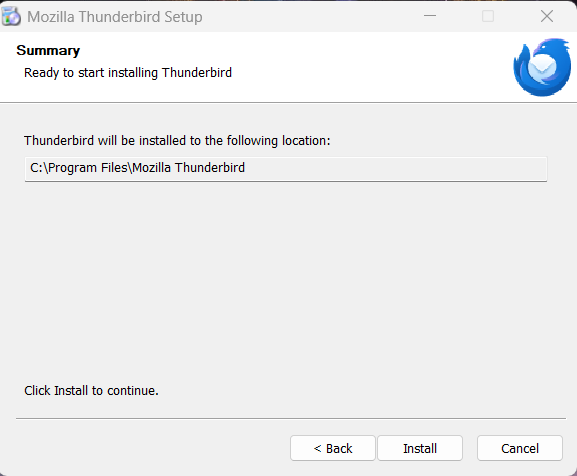 Mozilla Thunderbird Setup
Summary
Ready to start installing Thunderbird
Thunderbird will be installed to the following location:
C:\Program Files\Mozilla Thunderbird
Click Install to continue.
< Back
Install
Cancel